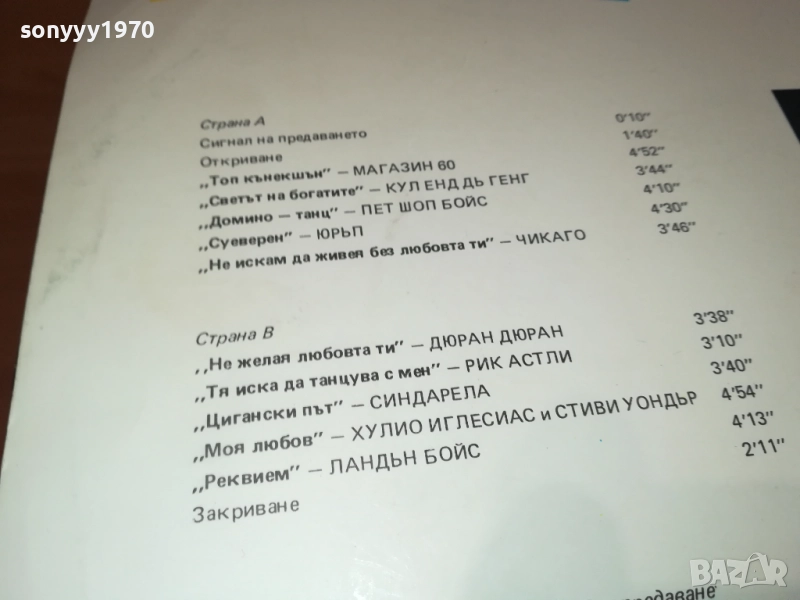 sonyyy1970
Страна А
Сигнал на предаването 0'10"
Откриване 1'40"
„Топ кънекшън" — МАГАЗИН 60 4'52"
„Светът на богатите" — КУЛ ЕНД ДЬ ГЕНГ 3'44"
„Домино — танц" — ПЕТ ШОП БОЙС 4'10"
„Суеверен" — ЮРЪП 4'30"
„Не искам да живея без любовта ти" — ЧИКАГО 3'46"
Страна В
„Не желая любовта ти" — ДЮРАН ДЮРАН 3'38"
„Тя иска да танцува с мен" — РИК АСТЛИ 3'10"
„Цигански път" — СИНДАРЕЛА 3'40"
„Моя любов" — ХУЛИО ИГЛЕСИАС и СТИВИ УОНДЪР 4'54"
„Реквием" — ЛАНДЪН БОЙС 4'13"
Закриване 2'11"
BAZAR